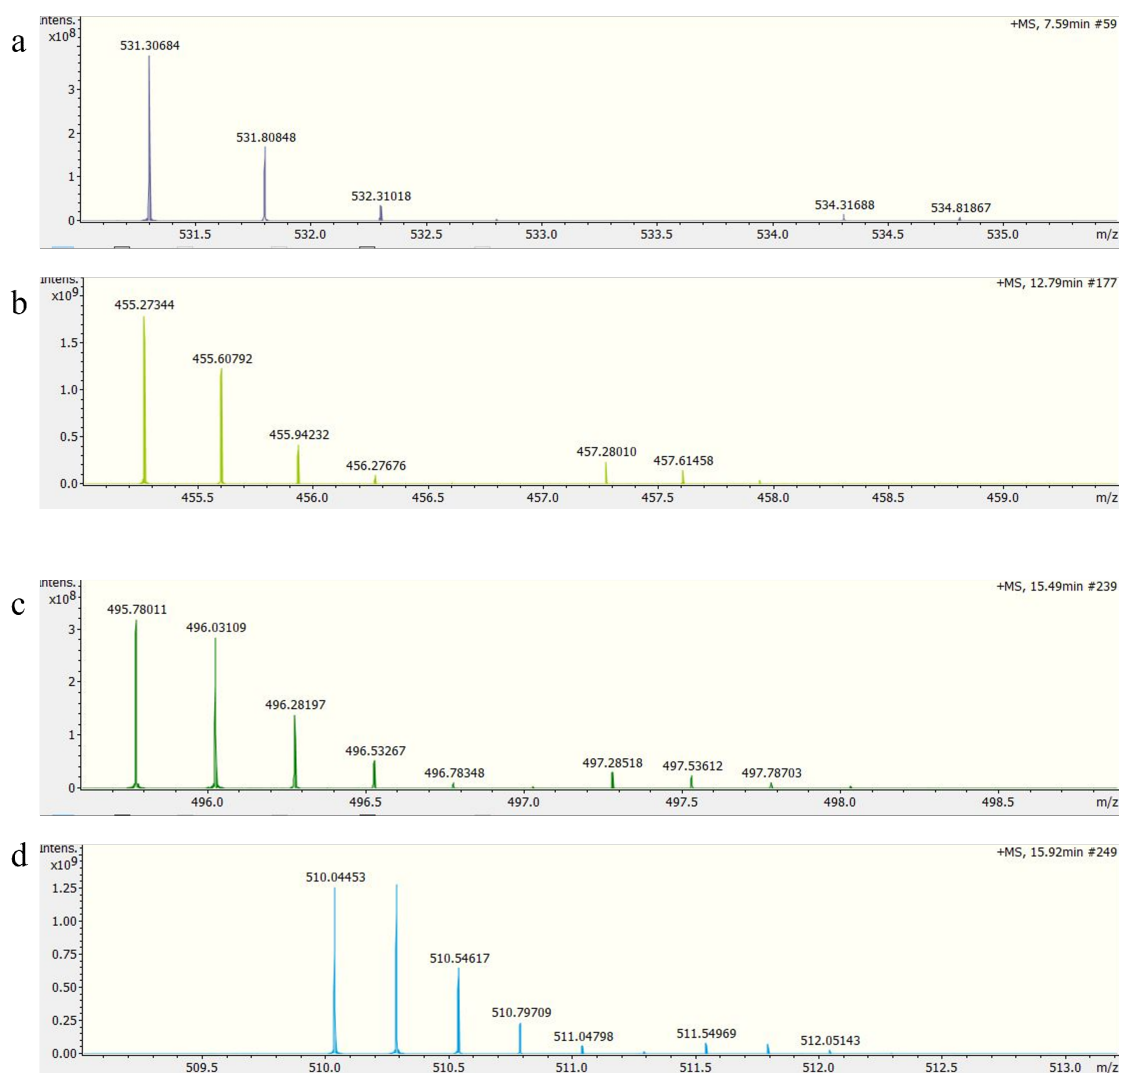 a
Intens.
x10⁸
+MS, 7.59min #59
531.30684
531.80848
532.31018
534.31688
534.81867
3
2
1
0
531.5 532.0 532.5 533.0 533.5 534.0 534.5 535.0 m/z
b
Intens.
x10⁹
+MS, 12.79min #177
455.27344
455.60792
455.94232
456.27676
457.28010
457.61458
1.5
1.0
0.5
0.0
455.5 456.0 456.5 457.0 457.5 458.0 458.5 459.0 m/z
c
Intens.
x10⁸
+MS, 15.49min #239
495.78011
496.03109
496.28197
496.53267
496.78348
497.28518
497.53612
497.78703
3
2
1
0
496.0 496.5 497.0 497.5 498.0 498.5 m/z
d
Intens.
x10⁹
+MS, 15.92min #249
510.04453
510.54617
510.79709
511.04798
511.54969
512.05143
1.25
1.00
0.75
0.50
0.25
0.00
509.5 510.0 510.5 511.0 511.5 512.0 512.5 513.0 m/z